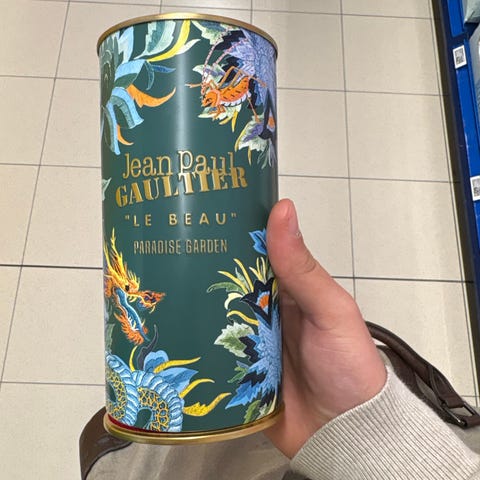 Jean Paul
GAULTIER
"LE BEAU"
PARADISE GARDEN